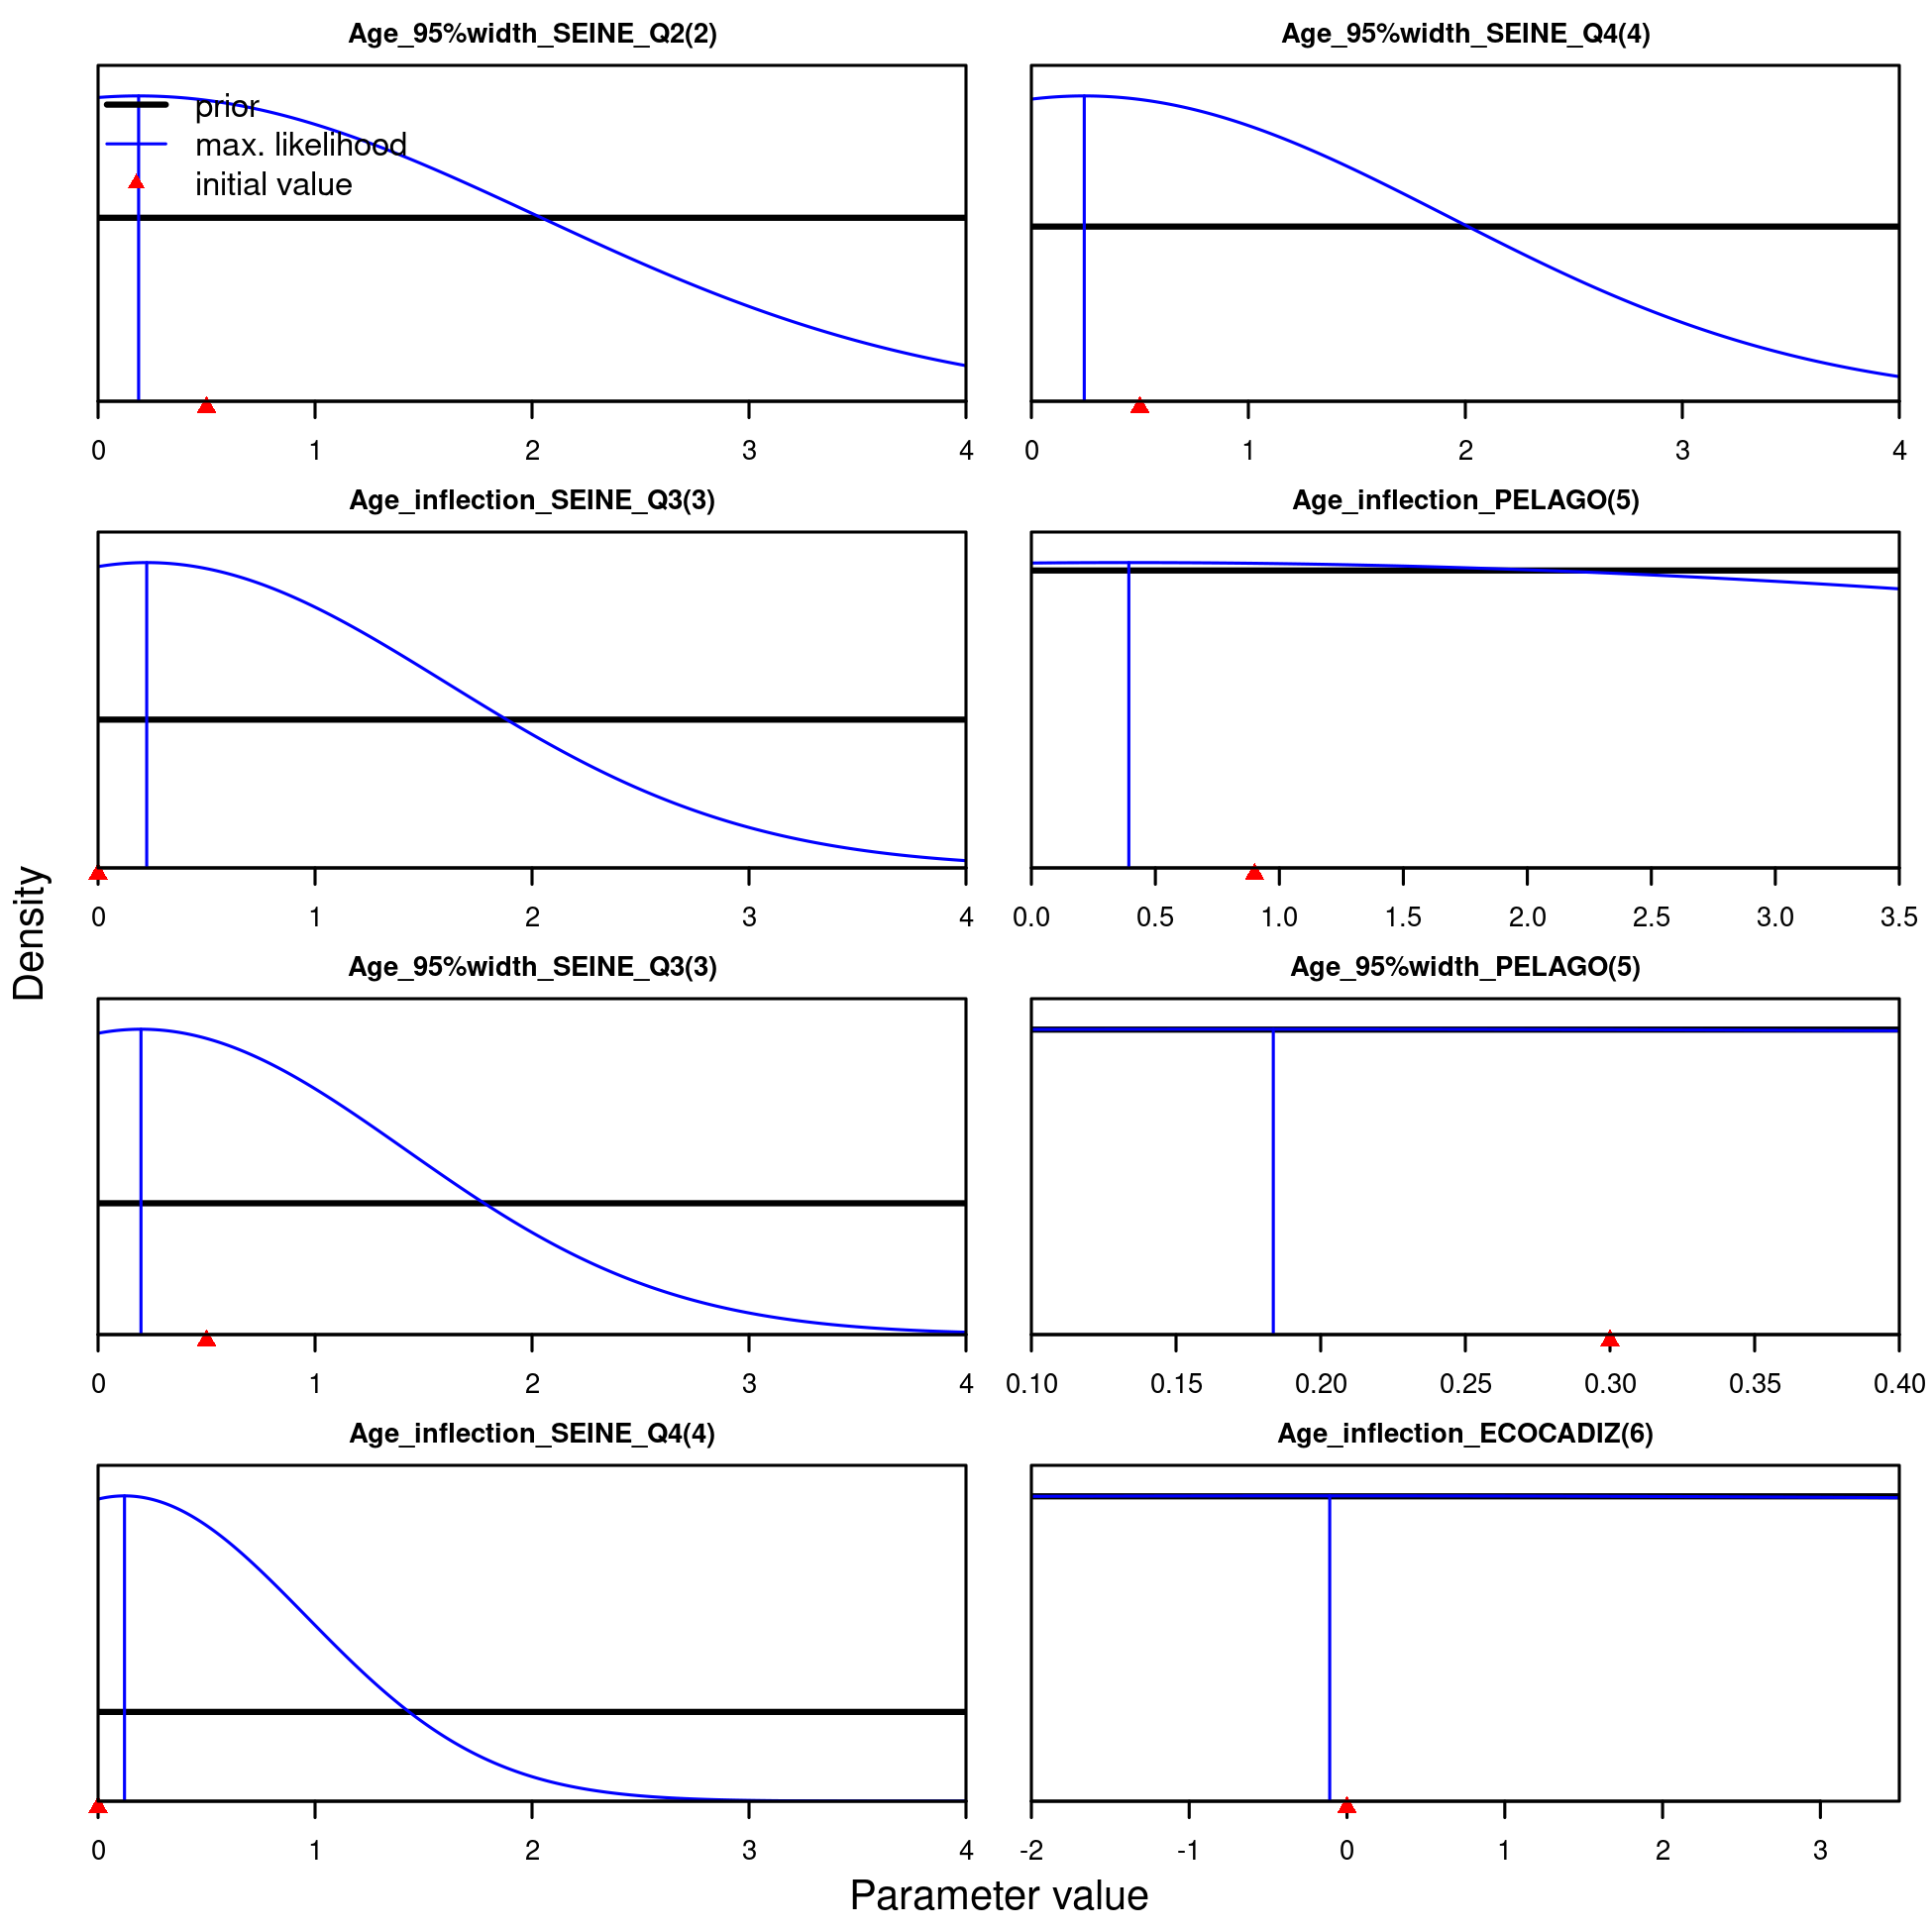 Age_95%width_SEINE_Q2(2)
prior
max. likelihood
initial value
0 1 2 3 4
Age_95%width_SEINE_Q4(4)
0 1 2 3 4
Age_inflection_SEINE_Q3(3)
0 1 2 3 4
Age_inflection_PELAGO(5)
0.0 0.5 1.0 1.5 2.0 2.5 3.0 3.5
Density
Age_95%width_SEINE_Q3(3)
0 1 2 3 4
Age_95%width_PELAGO(5)
0.10 0.15 0.20 0.25 0.30 0.35 0.40
Age_inflection_SEINE_Q4(4)
0 1 2 3 4
Age_inflection_ECOCADIZ(6)
-2 -1 0 1 2 3
Parameter value